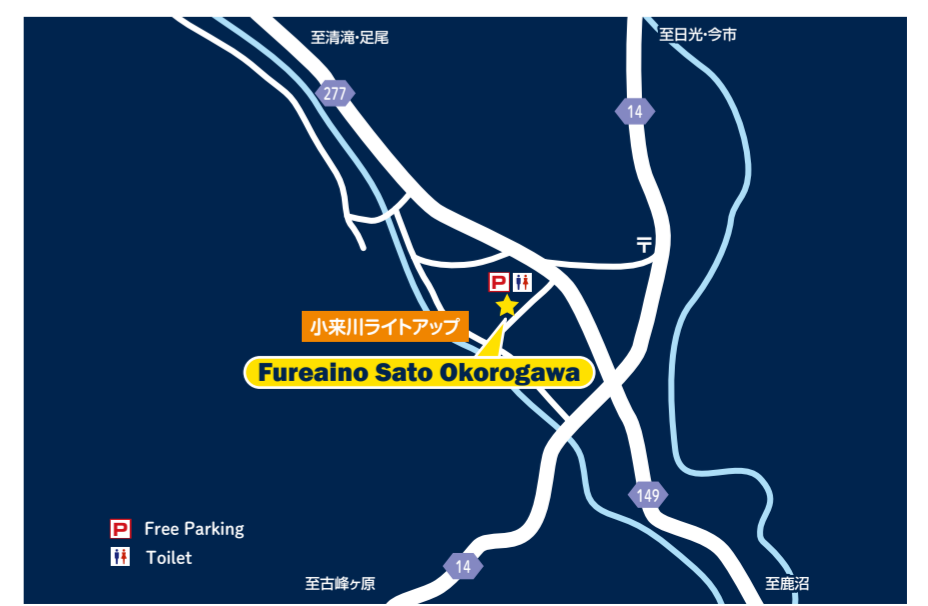 至清滝・足尾
至日光・今市
277
14
〒
P
小来川ライトアップ
Fureaino Sato Okorogawa
149
P Free Parking
Toilet
14
至古峰ヶ原
至鹿沼